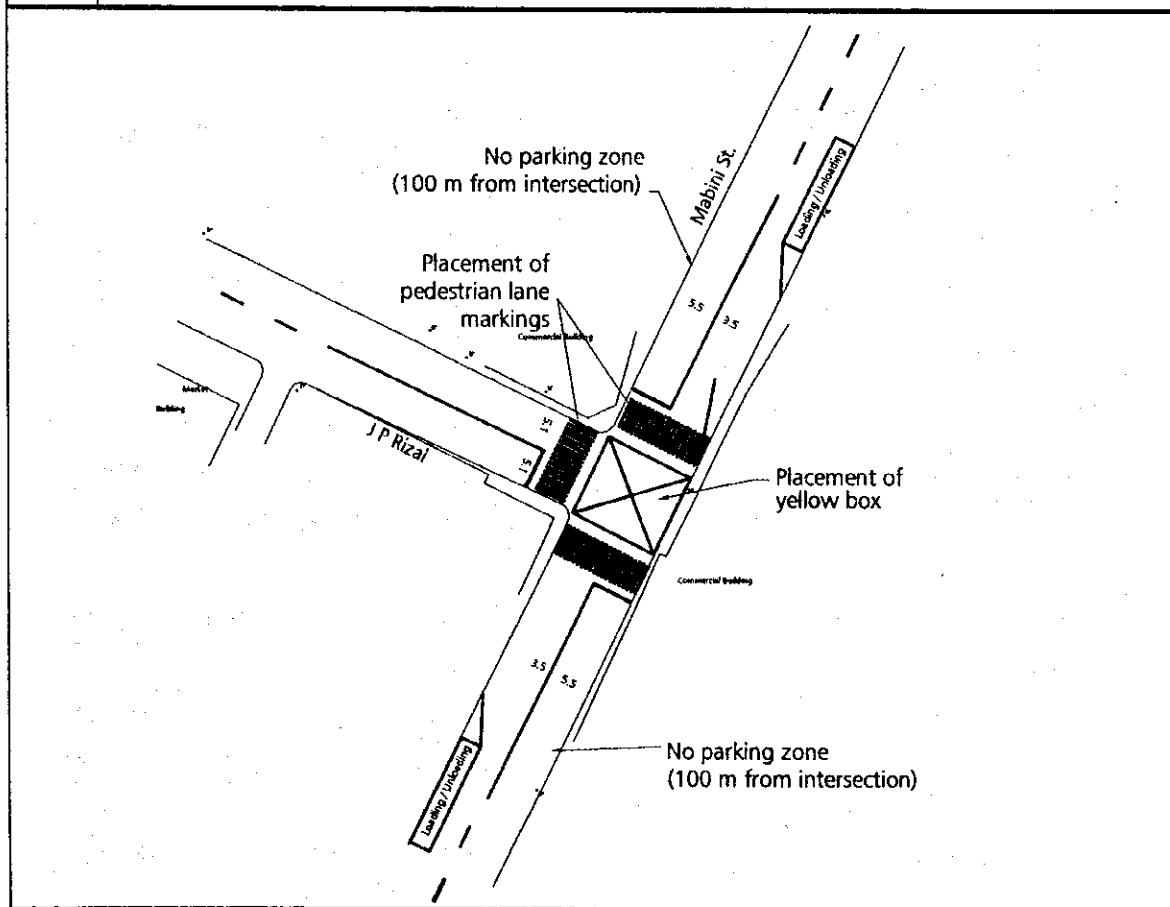 No parking zone
(100 m from intersection)
Mabini St.
Loading / Unloading
Placement of
pedestrian lane
markings
Commercial Building
5.5
3.5
Market
Building
J P Rizal
5.1
5.1
Placement of
yellow box
Commercial Building
3.5
5.5
Loading / Unloading
No parking zone
(100 m from intersection)